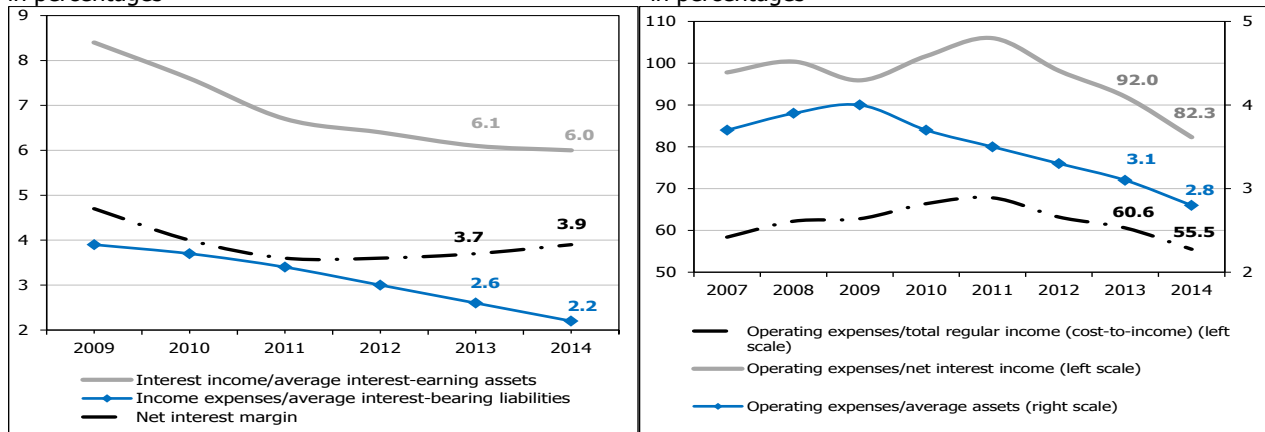 in percentages
in percentages
9
8
7
6
5
4
3
2
6.1
6.0
3.7
3.9
2.6
2.2
2009 2010 2011 2012 2013 2014
Interest income/average interest-earning assets
Income expenses/average interest-bearing liabilities
Net interest margin
110
100
90
80
70
60
50
5
4
3
2
92.0
82.3
3.1
2.8
60.6
55.5
2007 2008 2009 2010 2011 2012 2013 2014
Operating expenses/total regular income (cost-to-income) (left
scale)
Operating expenses/net interest income (left scale)
Operating expenses/average assets (right scale)